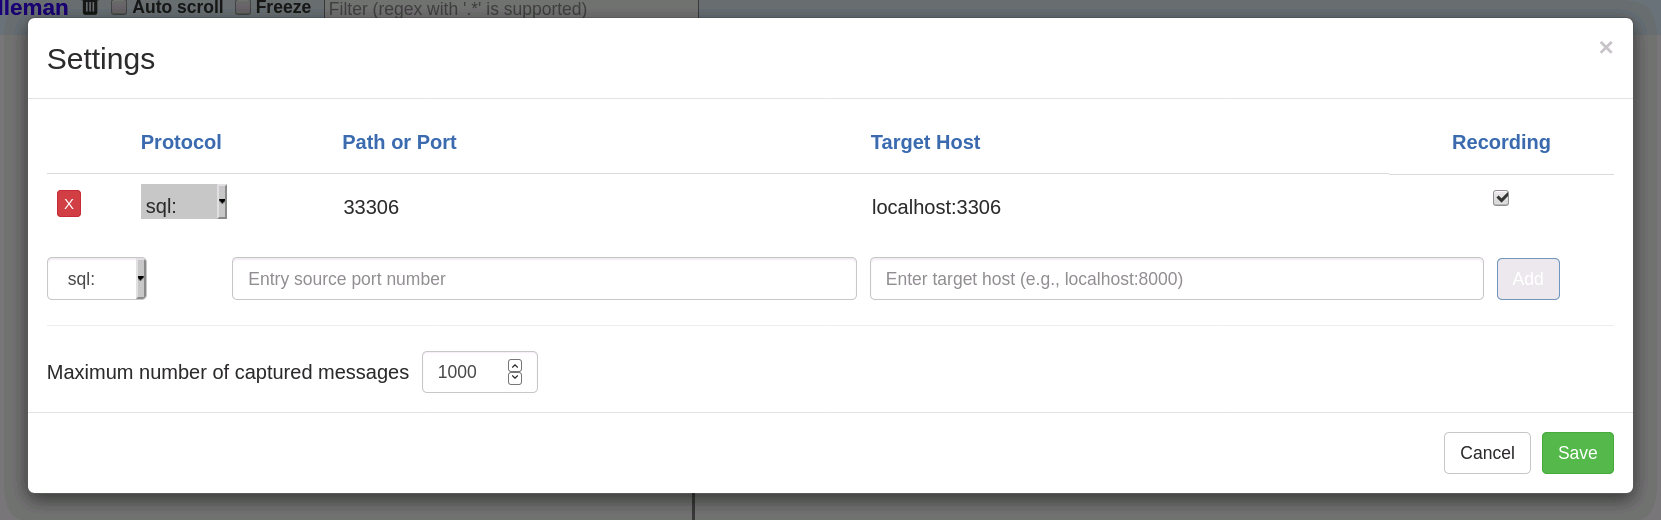 lleman Auto scroll Freeze Filter (regex with '.*' is supported)
Settings ×
Protocol Path or Port Target Host Recording
X sql: 33306 localhost:3306
sql: Entry source port number Enter target host (e.g., localhost:8000) Add
Maximum number of captured messages 1000
Cancel Save